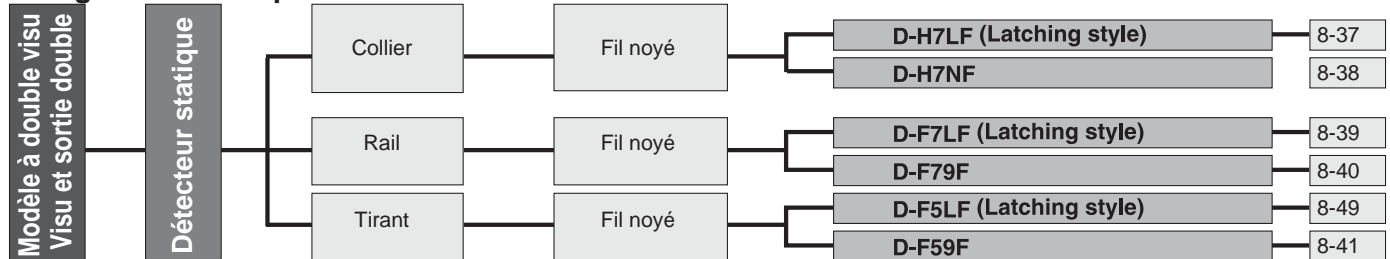 Modèle à double visu
Visu et sortie double
Détecteur statique
Collier
Fil noyé
D-H7LF (Latching style)
8-37
D-H7NF
8-38
Rail
Fil noyé
D-F7LF (Latching style)
8-39
D-F79F
8-40
Tirant
Fil noyé
D-F5LF (Latching style)
8-49
D-F59F
8-41